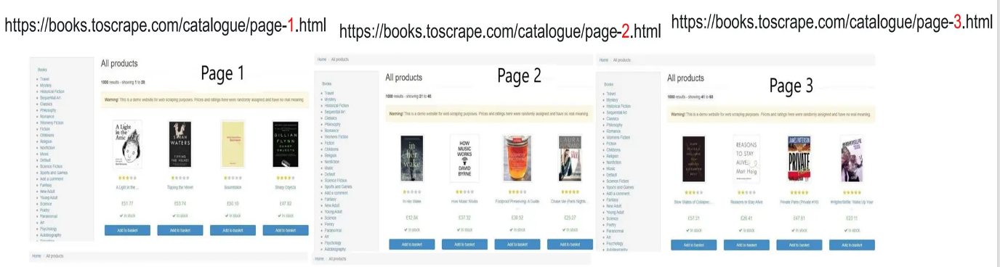 https://books.toscrape.com/catalogue/page-1.html
https://books.toscrape.com/catalogue/page-2.html
https://books.toscrape.com/catalogue/page-3.html
All products
Page 1
1000 results - showing 1 to 20.
Warning! This is a demo website for web scraping purposes. Prices and ratings here were randomly assigned and have no real meaning.
Books
Travel
Mystery
Historical Fiction
Sequential Art
Classics
Philosophy
Romance
Womens Fiction
Fiction
Childrens
Religion
Nonfiction
Music
Default
Science Fiction
Sports and Games
Add a comment
Fantasy
New Adult
Young Adult
Science
Poetry
Paranormal
Art
Psychology
Autobiography
A Light in the Attic
SARAH WATERS
TIPPING THE VELVET
GILLIAN FLYNN
SHARP OBJECTS
A Light in the ...
Tipping the Velvet
Soumission
Sharp Objects
£51.77
£53.74
£50.10
£47.82
In stock
In stock
In stock
In stock
Add to basket
Add to basket
Add to basket
Add to basket
Home
All products
Home
All products
All products
Page 2
1000 results - showing 21 to 40.
Warning! This is a demo website for web scraping purposes. Prices and ratings here were randomly assigned and have no real meaning.
Books
Travel
Mystery
Historical Fiction
Sequential Art
Classics
Philosophy
Romance
Womens Fiction
Fiction
Childrens
Religion
Nonfiction
Music
Default
Science Fiction
Sports and Games
Add a comment
Fantasy
New Adult
Young Adult
Science
Poetry
Paranormal
Art
Psychology
Autobiography
in her wake
HOW MUSIC WORKS
DAVID BYRNE
LAURA
In Her Wake
How Music Works
Foolproof Preserving: A Guide
...
Chase Me (Paris Nights ...
£12.84
£37.32
£30.52
£25.27
In stock
In stock
In stock
In stock
Add to basket
Add to basket
Add to basket
Add to basket
Home
All products
Home
All products
All products
Page 3
1000 results - showing 41 to 60.
Warning! This is a demo website for web scraping purposes. Prices and ratings here were randomly assigned and have no real meaning.
Books
Travel
Mystery
Historical Fiction
Sequential Art
Classics
Philosophy
Romance
Womens Fiction
Fiction
Childrens
Religion
Nonfiction
Music
Default
Science Fiction
Sports and Games
Add a comment
Fantasy
New Adult
Young Adult
Science
Poetry
Paranormal
Art
Psychology
Autobiography
REASONS TO STAY ALIVE
Matt Haig
JAMES PATTERSON
PRIVATE
Slow States of Collapse: ...
Reasons to Stay Alive
Private Paris (Private #10)
#HigherSelfie: Wake Up Your
...
£57.31
£26.41
£47.61
£23.11
In stock
In stock
In stock
In stock
Add to basket
Add to basket
Add to basket
Add to basket